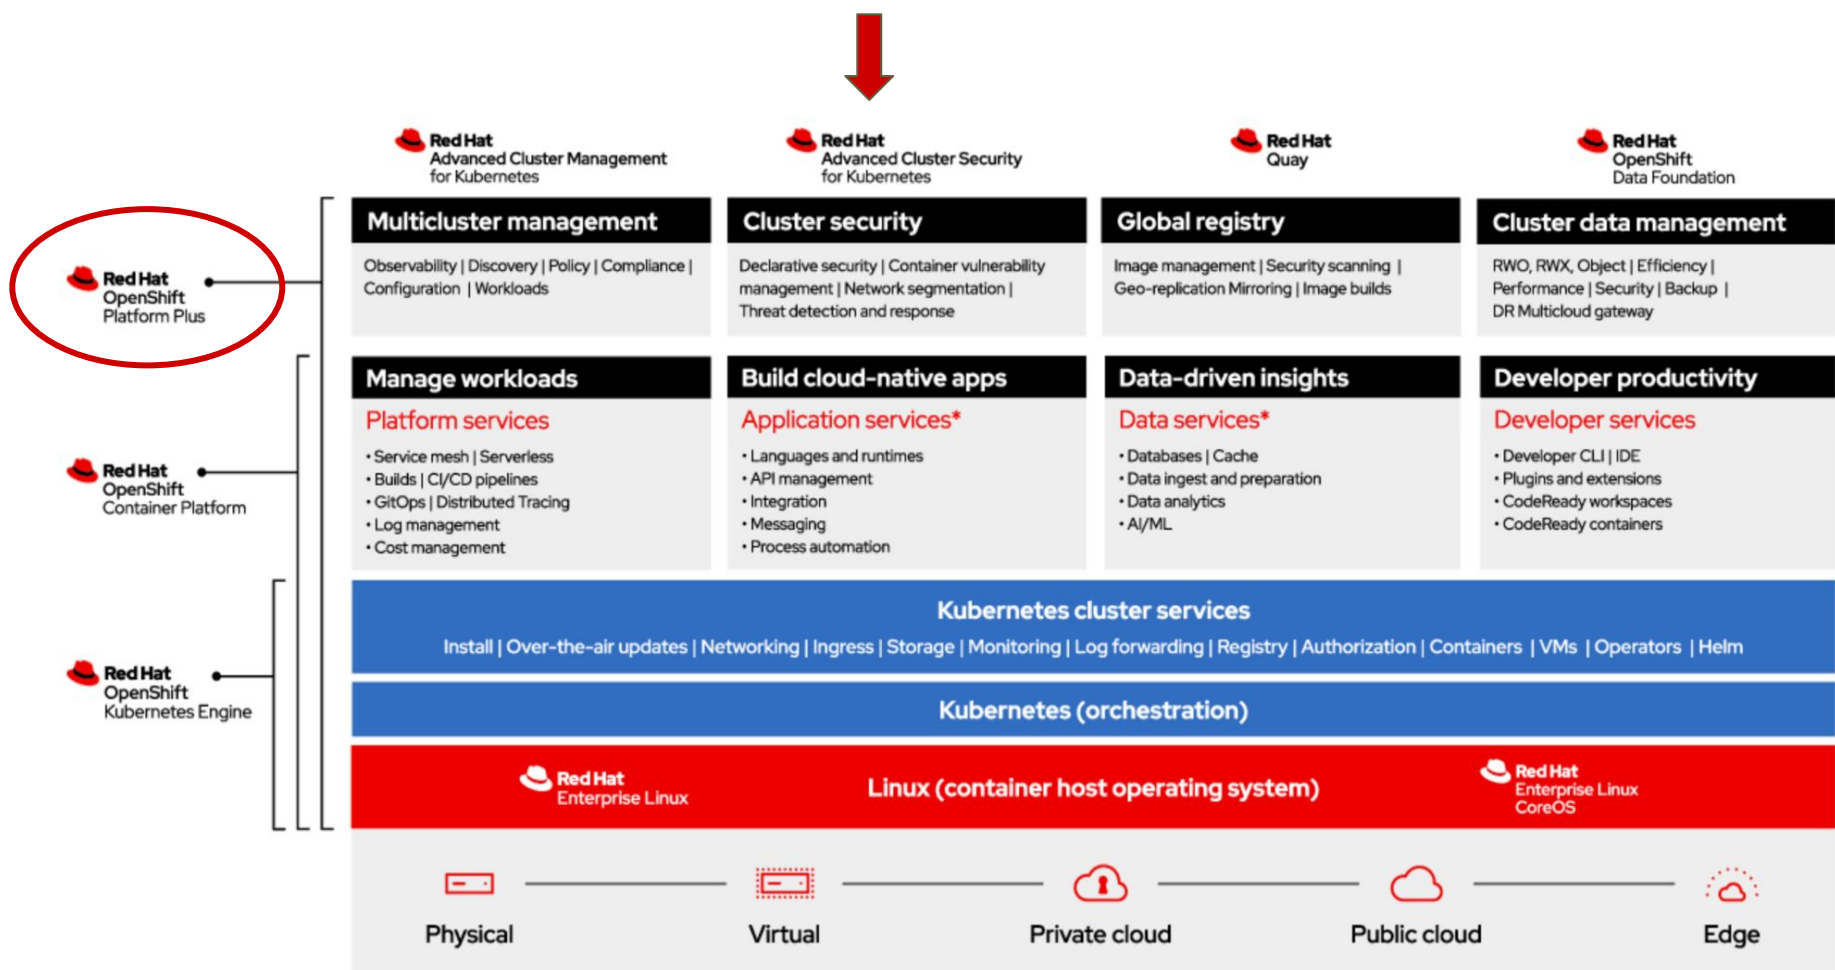 Red Hat
Advanced Cluster Management
for Kubernetes
Red Hat
Advanced Cluster Security
for Kubernetes
Red Hat
Quay
Red Hat
OpenShift
Data Foundation
Red Hat
OpenShift
Platform Plus
Multicluster management
Observability | Discovery | Policy | Compliance |
Configuration | Workloads
Cluster security
Declarative security | Container vulnerability
management | Network segmentation |
Threat detection and response
Global registry
Image management | Security scanning |
Geo-replication Mirroring | Image builds
Cluster data management
RWO, RWX, Object | Efficiency |
Performance | Security | Backup |
DR Multicloud gateway
Red Hat
OpenShift
Container Platform
Manage workloads
Platform services
• Service mesh | Serverless
• Builds | CI/CD pipelines
• GitOps | Distributed Tracing
• Log management
• Cost management
Build cloud-native apps
Application services*
• Languages and runtimes
• API management
• Integration
• Messaging
• Process automation
Data-driven insights
Data services*
• Databases | Cache
• Data ingest and preparation
• Data analytics
• AI/ML
Developer productivity
Developer services
• Developer CLI | IDE
• Plugins and extensions
• CodeReady workspaces
• CodeReady containers
Red Hat
OpenShift
Kubernetes Engine
Kubernetes cluster services
Install | Over-the-air updates | Networking | Ingress | Storage | Monitoring | Log forwarding | Registry | Authorization | Containers | VMs | Operators | Helm
Kubernetes (orchestration)
Red Hat
Enterprise Linux
Linux (container host operating system)
Red Hat
Enterprise Linux
CoreOS
Physical
Virtual
Private cloud
Public cloud
Edge